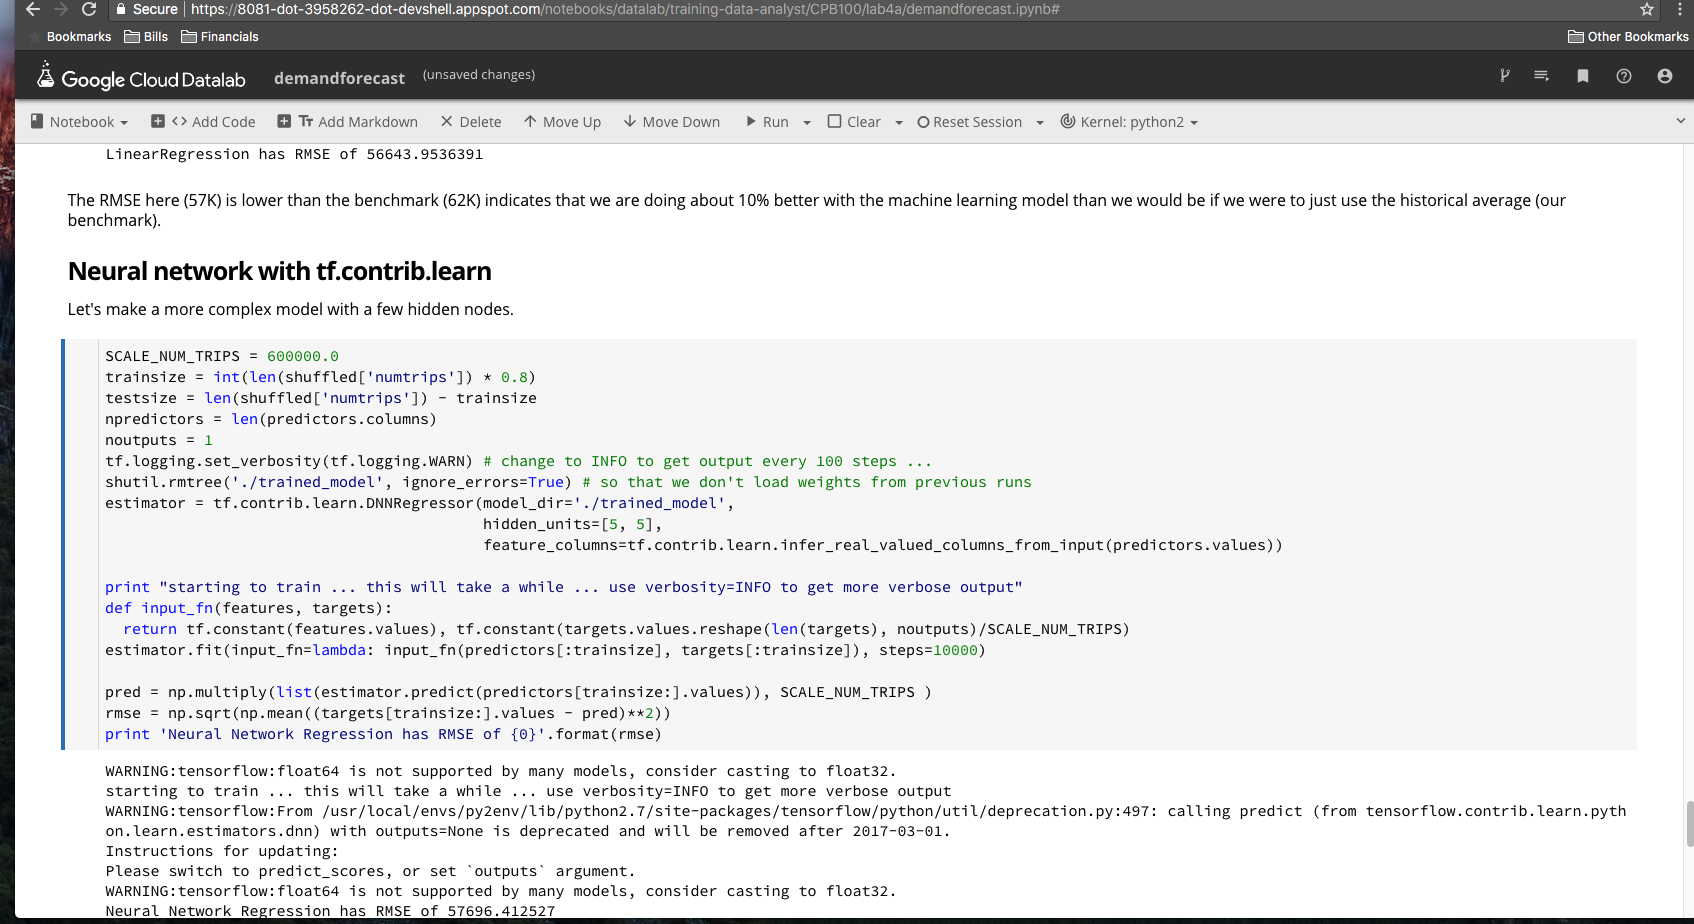 Secure | https://8081-dot-3958262-dot-devshell.appspot.com/notebooks/datalab/training-data-analyst/CPB100/lab4a/demandforecast.ipynb#
Bookmarks Bills Financials Other Bookmarks
Google Cloud Datalab demandforecast (unsaved changes)
Notebook <> Add Code Tт Add Markdown Delete Move Up Move Down Run Clear Reset Session Kernel: python2
LinearRegression has RMSE of 56643.9536391
The RMSE here (57K) is lower than the benchmark (62K) indicates that we are doing about 10% better with the machine learning model than we would be if we were to just use the historical average (our
benchmark).
Neural network with tf.contrib.learn
Let's make a more complex model with a few hidden nodes.
SCALE_NUM_TRIPS = 600000.0
trainsize = int(len(shuffled['numtrips']) * 0.8)
testsize = len(shuffled['numtrips']) - trainsize
npredictors = len(predictors.columns)
noutputs = 1
tf.logging.set_verbosity(tf.logging.WARN) # change to INFO to get output every 100 steps ...
shutil.rmtree('./trained_model', ignore_errors=True) # so that we don't load weights from previous runs
estimator = tf.contrib.learn.DNNRegressor(model_dir='./trained_model',
hidden_units=[5, 5],
feature_columns=tf.contrib.learn.infer_real_valued_columns_from_input(predictors.values))
print "starting to train ... this will take a while ... use verbosity=INFO to get more verbose output"
def input_fn(features, targets):
return tf.constant(features.values), tf.constant(targets.values.reshape(len(targets), noutputs)/SCALE_NUM_TRIPS)
estimator.fit(input_fn=lambda: input_fn(predictors[:trainsize], targets[:trainsize]), steps=10000)
pred = np.multiply(list(estimator.predict(predictors[trainsize:].values)), SCALE_NUM_TRIPS )
rmse = np.sqrt(np.mean((targets[trainsize:].values - pred)**2))
print 'Neural Network Regression has RMSE of {0}'.format(rmse)
WARNING:tensorflow:float64 is not supported by many models, consider casting to float32.
starting to train ... this will take a while ... use verbosity=INFO to get more verbose output
WARNING:tensorflow:From /usr/local/envs/py2env/lib/python2.7/site-packages/tensorflow/python/util/deprecation.py:497: calling predict (from tensorflow.contrib.learn.pyth
on.learn.estimators.dnn) with outputs=None is deprecated and will be removed after 2017-03-01.
Instructions for updating:
Please switch to predict_scores, or set `outputs` argument.
WARNING:tensorflow:float64 is not supported by many models, consider casting to float32.
Neural Network Regression has RMSE of 57696.412527